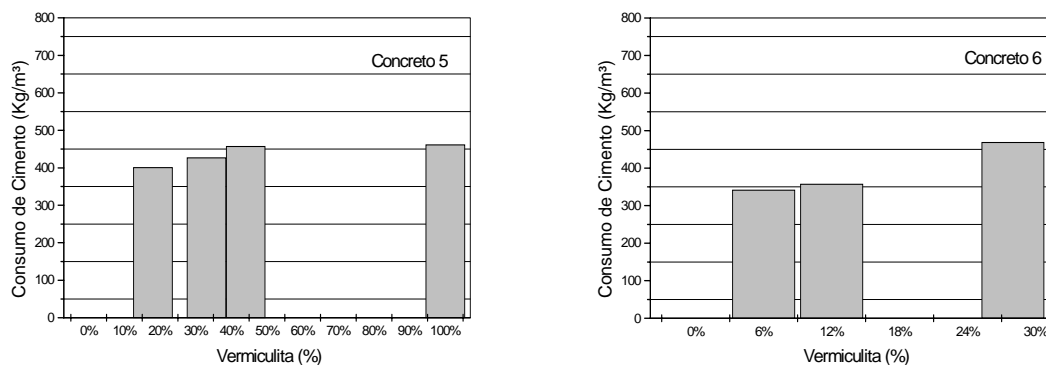 800
700
600
500
400
300
200
100
0
Consumo de Cimento (Kg/m³)
Concreto 5
0% 10% 20% 30% 40% 50% 60% 70% 80% 90% 100%
Vermiculita (%)
800
700
600
500
400
300
200
100
0
Consumo de Cimento (Kg/m³)
Concreto 6
0% 6% 12% 18% 24% 30%
Vermiculita (%)